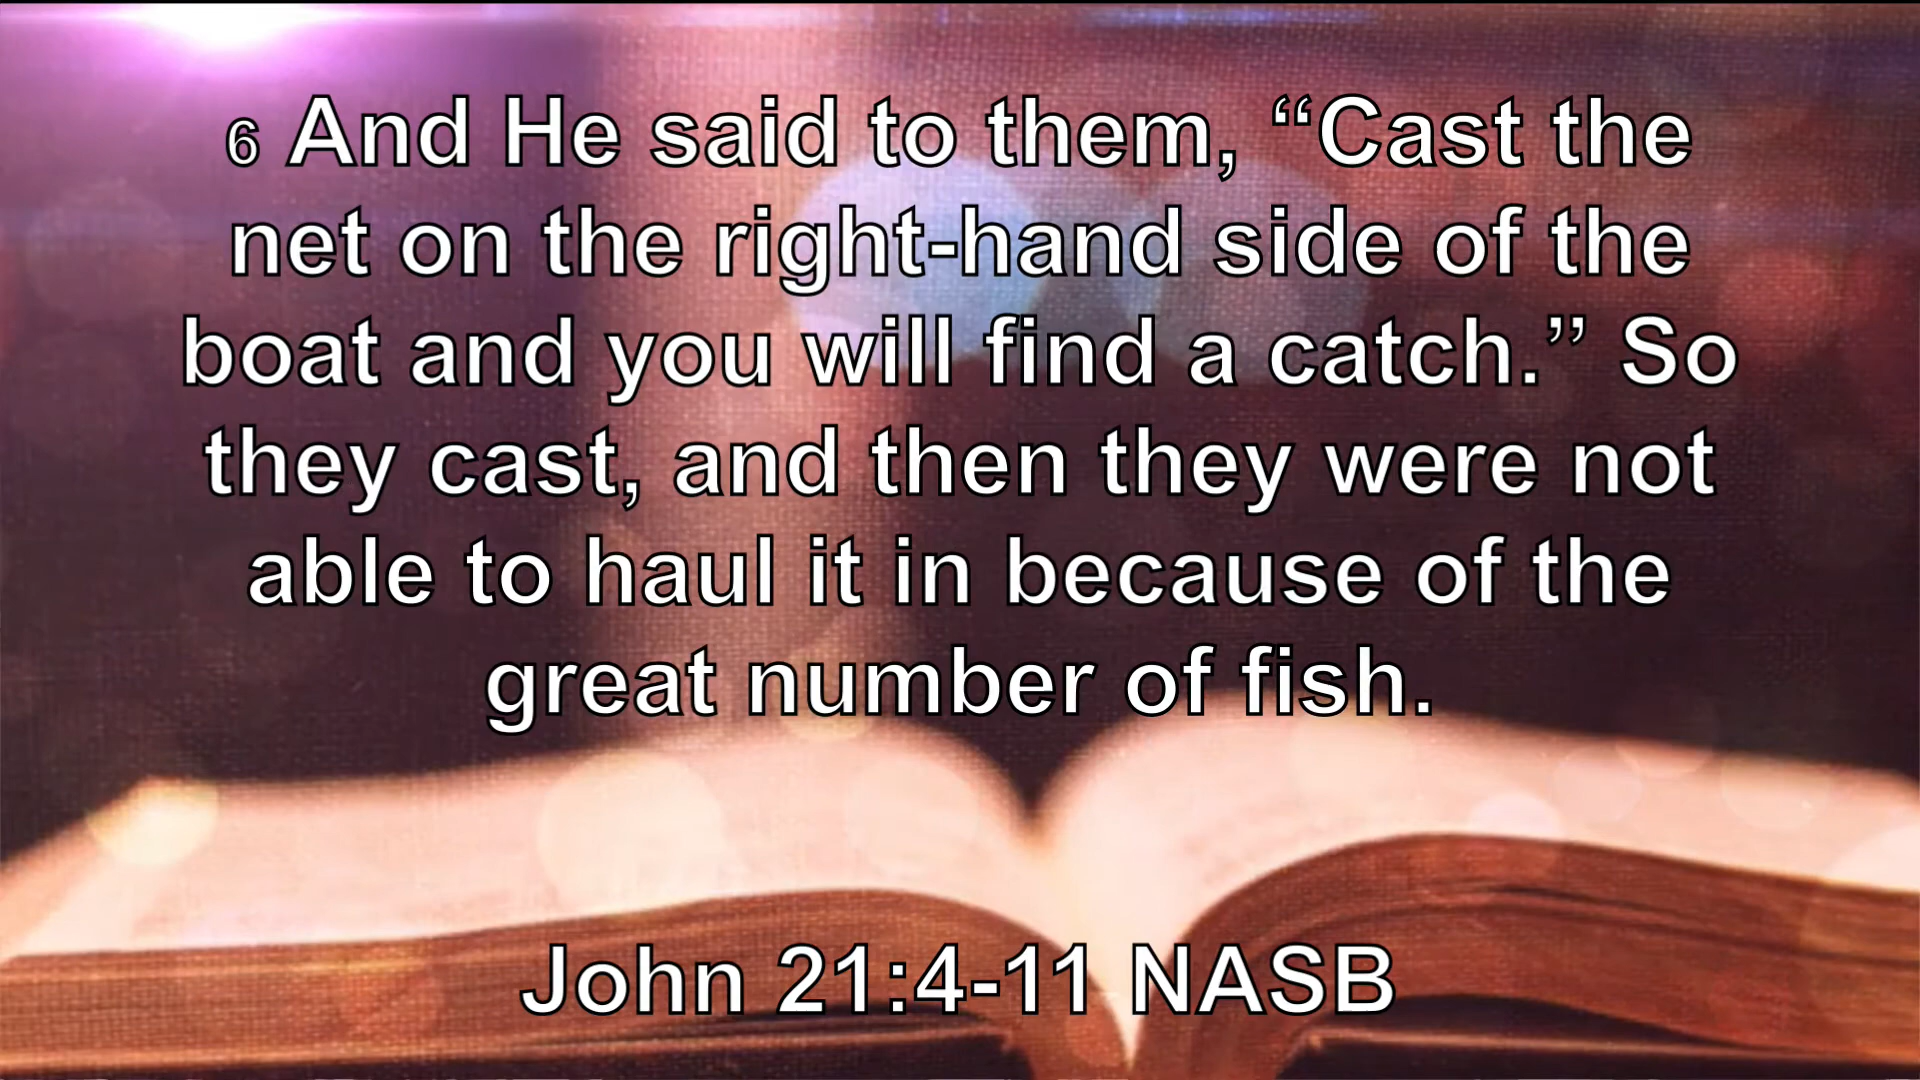 6 And He said to them, “Cast the
net on the right-hand side of the
boat and you will find a catch.” So
they cast, and then they were not
able to haul it in because of the
great number of fish.
John 21:4-11 NASB